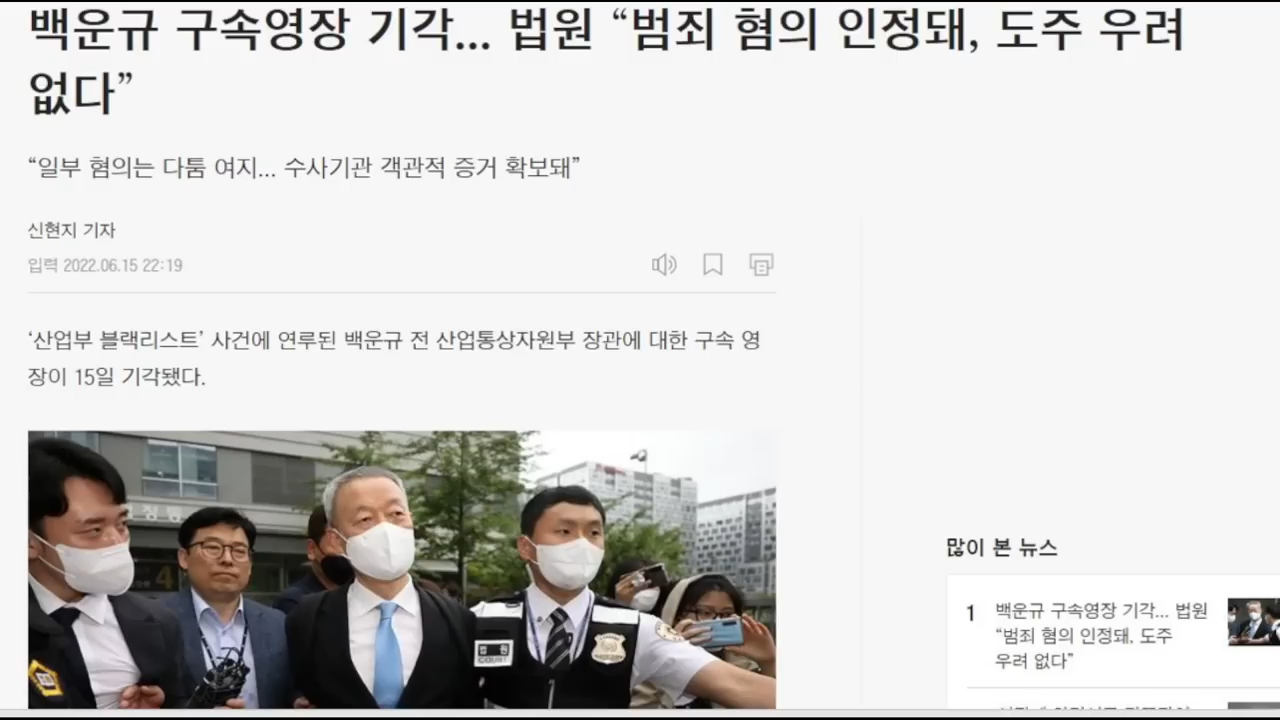 백운규 구속영장 기각... 법원 “범죄 혐의 인정돼, 도주 우려
없다”
“일부 혐의는 다툼 여지... 수사기관 객관적 증거 확보돼”
신현지 기자
입력 2022.06.15 22:19
‘산업부 블랙리스트’ 사건에 연루된 백운규 전 산업통상자원부 장관에 대한 구속 영
장이 15일 기각됐다.
4
법 원
COURT
많이 본 뉴스
1 백운규 구속영장 기각... 법원
“범죄 혐의 인정돼, 도주
우려 없다”